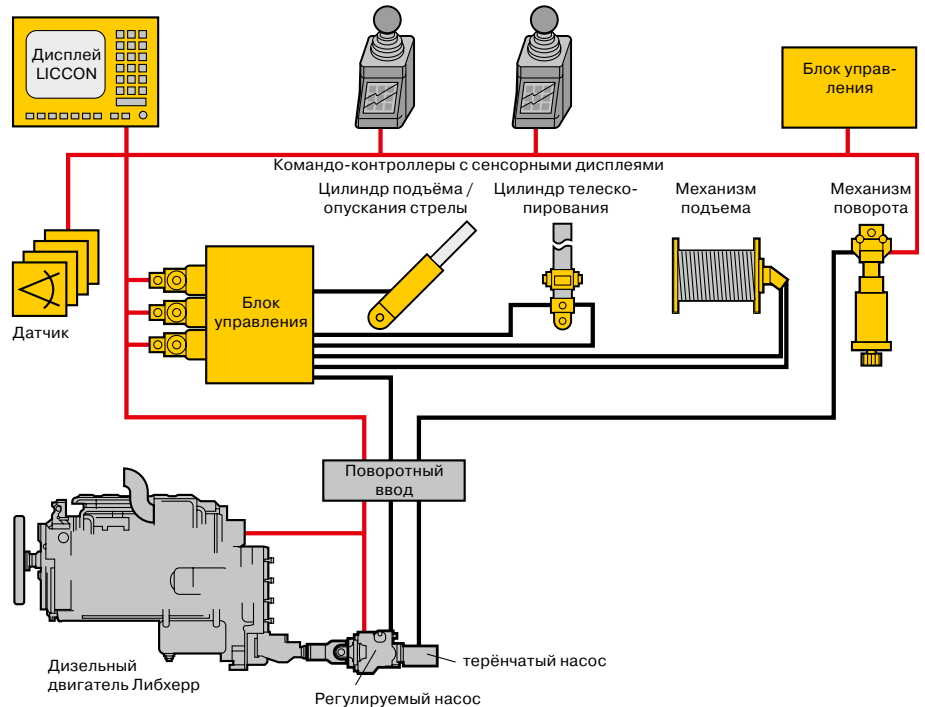 Дисплей
LICCON
Блок управ-
ления
Командо-контроллеры с сенсорными дисплеями
Цилиндр подъёма /
опускания стрелы
Цилиндр телеско-
пирования
Механизм
подъема
Механизм
поворота
Датчик
Блок
управления
Поворотный
ввод
Дизельный
двигатель Либхерр
терёнчатый насос
Регулируемый насос